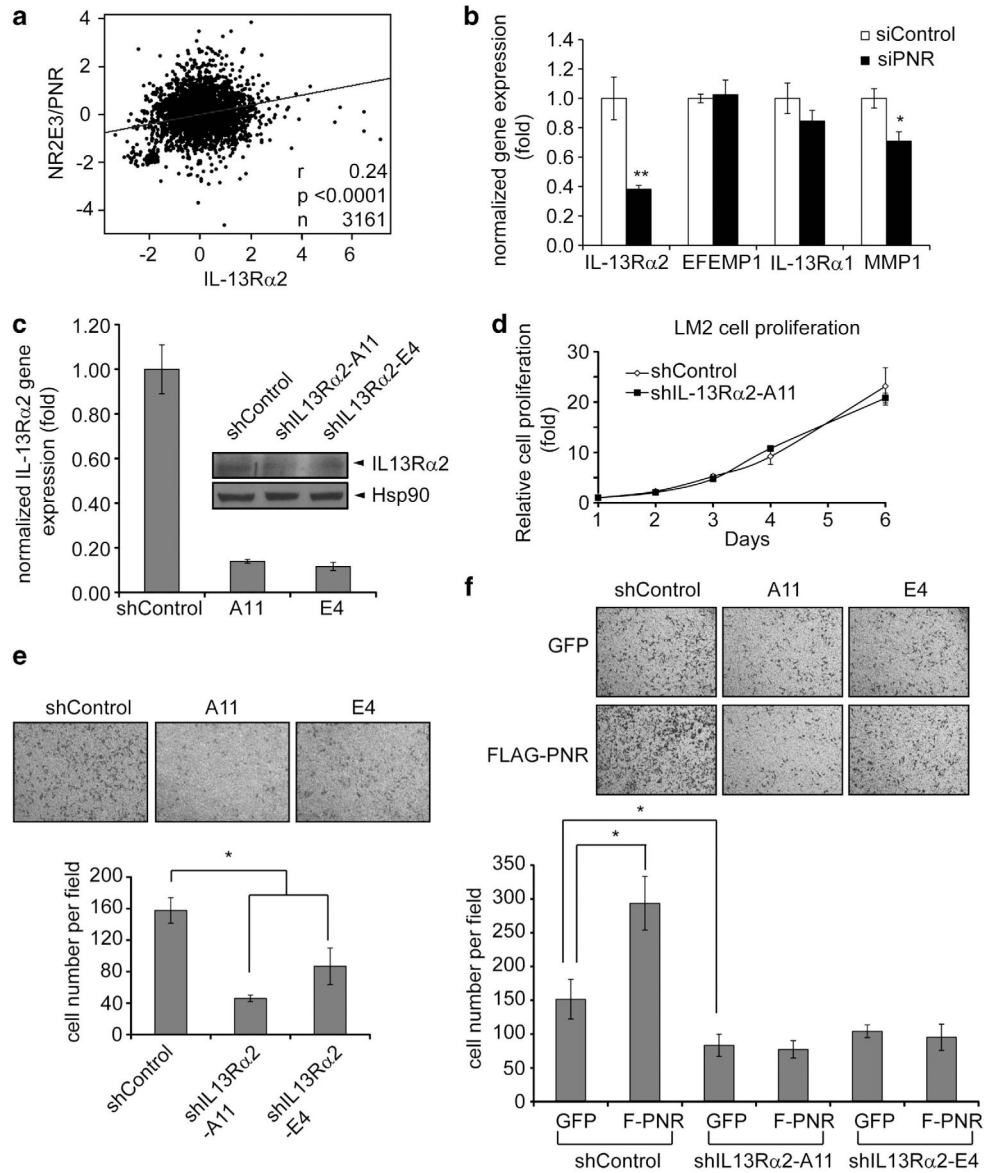 a
NR2E3/PNR
4
2
0
-2
-4
r 0.24
p <0.0001
n 3161
-2 0 2 4 6
IL-13Rα2
b
siControl
siPNR
normalized gene expression
(fold)
1.4
1.2
1.0
0.8
0.6
0.4
0.2
0.0
**
*
IL-13Rα2 EFEMP1 IL-13Rα1 MMP1
c
normalized IL-13Rα2 gene
expression (fold)
1.20
1.00
0.80
0.60
0.40
0.20
0.00
shControl
shIL13Rα2-A11
shIL13Rα2-E4
IL13Rα2
Hsp90
shControl A11 E4
d
LM2 cell proliferation
Relative cell proliferation
(fold)
30
20
10
0
shControl
shIL-13Rα2-A11
1 2 3 4 5 6
Days
e
shControl A11 E4
cell number per field
200
160
120
80
40
0
*
shControl
shIL13Rα2
-A11
shIL13Rα2
-E4
f
shControl A11 E4
GFP
FLAG-PNR
cell number per field
350
300
250
200
150
100
50
0
*
*
GFP F-PNR GFP F-PNR GFP F-PNR
shControl shIL13Rα2-A11 shIL13Rα2-E4